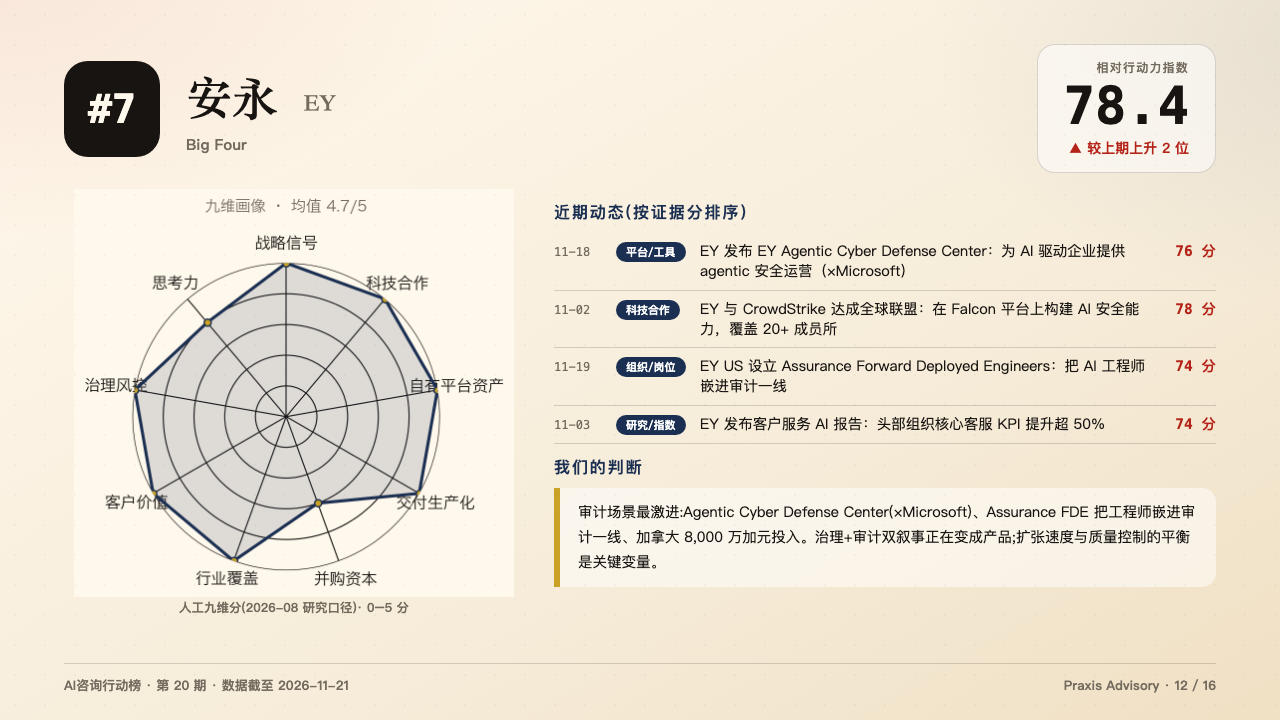 #7
安永 EY
Big Four
相对行动力指数
78.4
▲ 较上期上升 2 位
九维画像 · 均值 4.7/5
战略信号
思考力
科技合作
治理风控
自有平台资产
客户价值
交付生产化
行业覆盖
并购资本
人工九维分(2026-08 研究口径)· 0—5 分
近期动态(按证据分排序)
11-18 平台/工具 EY 发布 EY Agentic Cyber Defense Center：为 AI 驱动企业提供 76 分
agentic 安全运营（×Microsoft）
11-02 科技合作 EY 与 CrowdStrike 达成全球联盟：在 Falcon 平台上构建 AI 安全能 78 分
力，覆盖 20+ 成员所
11-19 组织/岗位 EY US 设立 Assurance Forward Deployed Engineers：把 AI 工程师 74 分
嵌进审计一线
11-03 研究/指数 EY 发布客户服务 AI 报告：头部组织核心客服 KPI 提升超 50% 74 分
我们的判断
审计场景最激进:Agentic Cyber Defense Center(×Microsoft)、Assurance FDE 把工程师嵌进审
计一线、加拿大 8,000 万加元投入。治理+审计双叙事正在变成产品;扩张速度与质量控制的平衡
是关键变量。
AI咨询行动榜 · 第 20 期 · 数据截至 2026-11-21
Praxis Advisory · 12 / 16